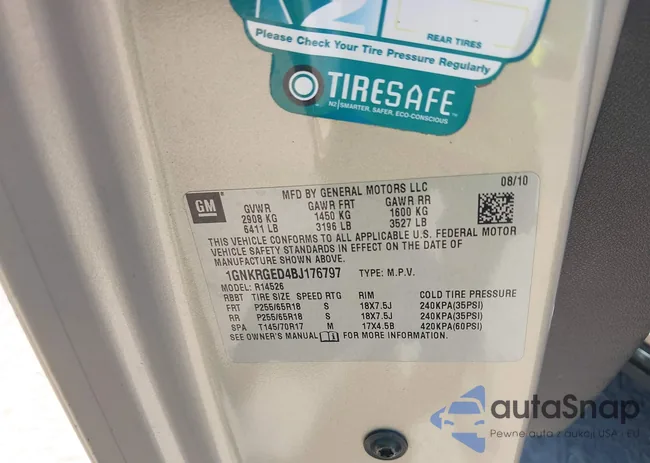 REAR TIRES
Please Check Your Tire Pressure Regularly
TIRESAFE
N2|SMARTER, SAFER, ECO-CONSCIOUS
GM
MFD BY GENERAL MOTORS LLC 08/10
GVWR GAWR FRT GAWR RR
2908 KG 1450 KG 1600 KG
6411 LB 3196 LB 3527 LB
THIS VEHICLE CONFORMS TO ALL APPLICABLE U.S. FEDERAL MOTOR
VEHICLE SAFETY STANDARDS IN EFFECT ON THE DATE OF
MANUFACTURE SHOWN ABOVE.
1GNKRGED4BJ176797 TYPE: M.P.V.
MODEL: R14526
RBBT TIRE SIZE SPEED RTG RIM COLD TIRE PRESSURE
FRT P255/65R18 S 18X7.5J 240KPA(35PSI)
RR P255/65R18 S 18X7.5J 240KPA(35PSI)
SPA T145/70R17 M 17X4.5B 420KPA(60PSI)
SEE OWNER'S MANUAL FOR MORE INFORMATION.
autaSnap
Pewne auta z aukcji USA - EU